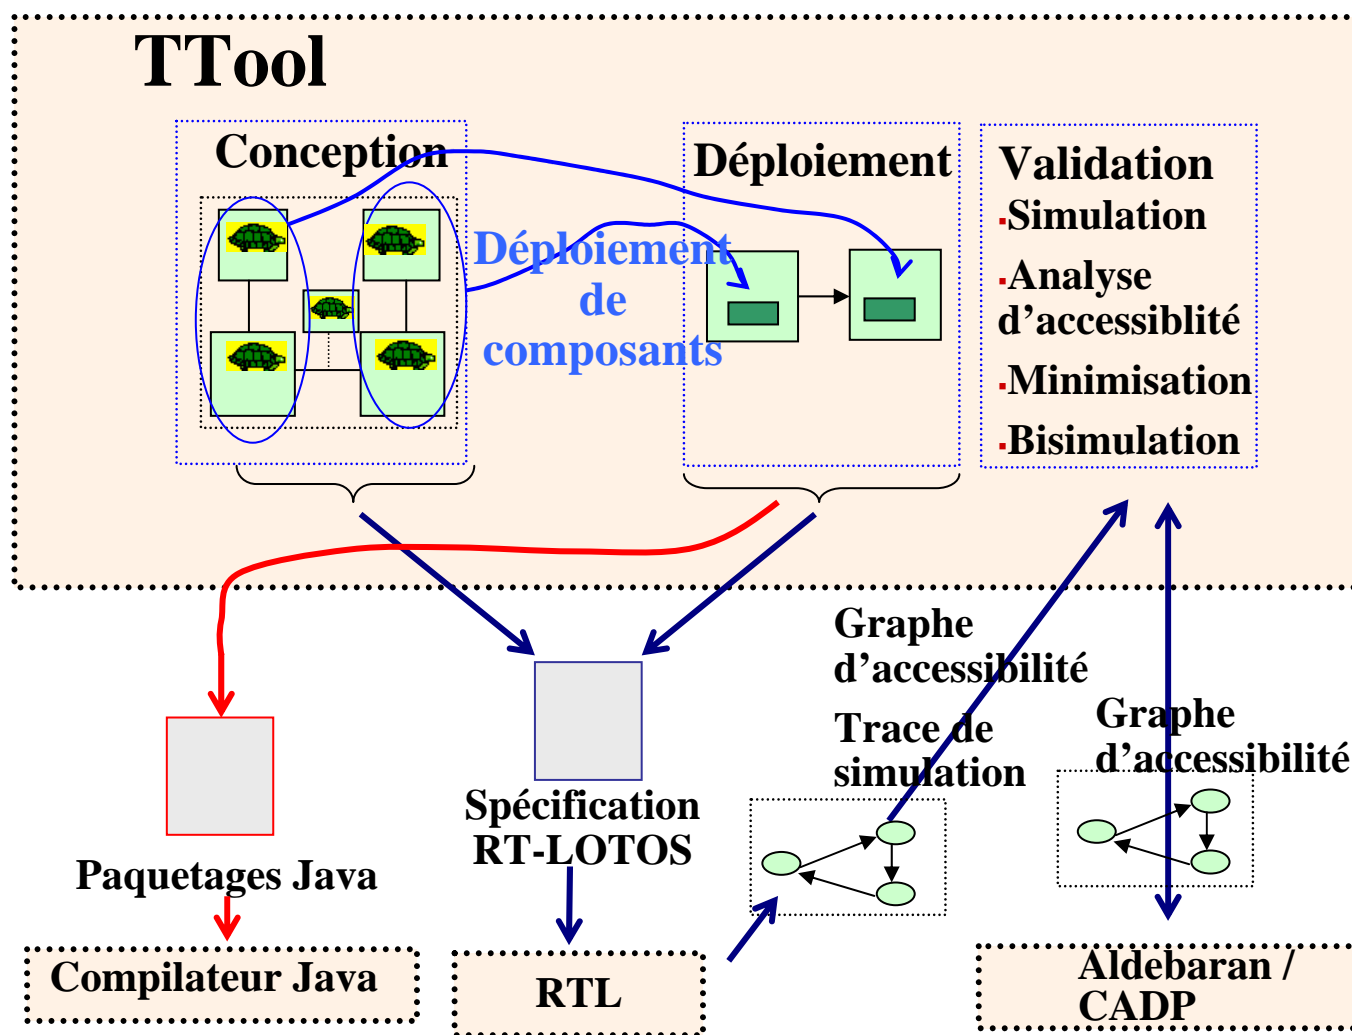 TTool
Conception
Déploiement
de
composants
Déploiement
Validation
▪Simulation
▪Analyse
d’accessiblité
▪Minimisation
▪Bisimulation
Graphe
d’accessibilité
Trace de
simulation
Graphe
d’accessibilité
Spécification
RT-LOTOS
Paquetages Java
Compilateur Java
RTL
Aldebaran /
CADP